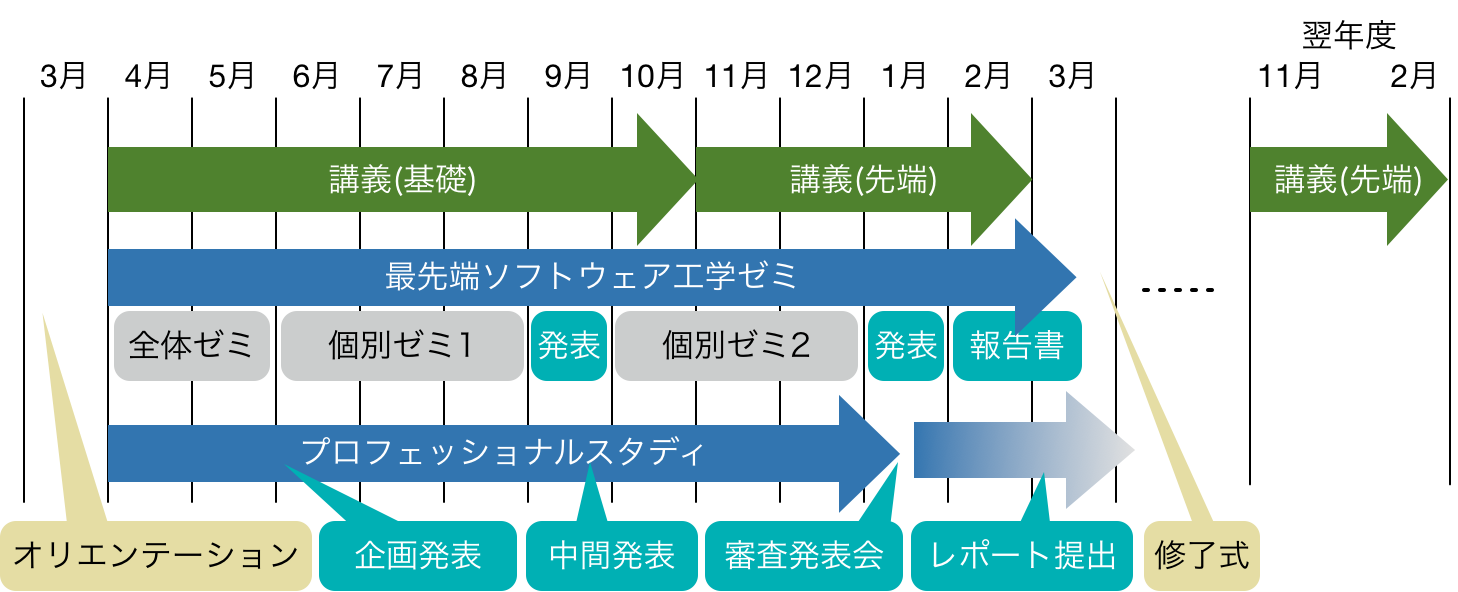 翌年度
3月 4月 5月 6月 7月 8月 9月 10月 11月 12月 1月 2月 3月 11月 2月
講義(基礎) 講義(先端) 講義(先端)
最先端ソフトウェア工学ゼミ
全体ゼミ 個別ゼミ1 発表 個別ゼミ2 発表 報告書
プロフェッショナルスタディ
オリエンテーション 企画発表 中間発表 審査発表会 レポート提出 修了式